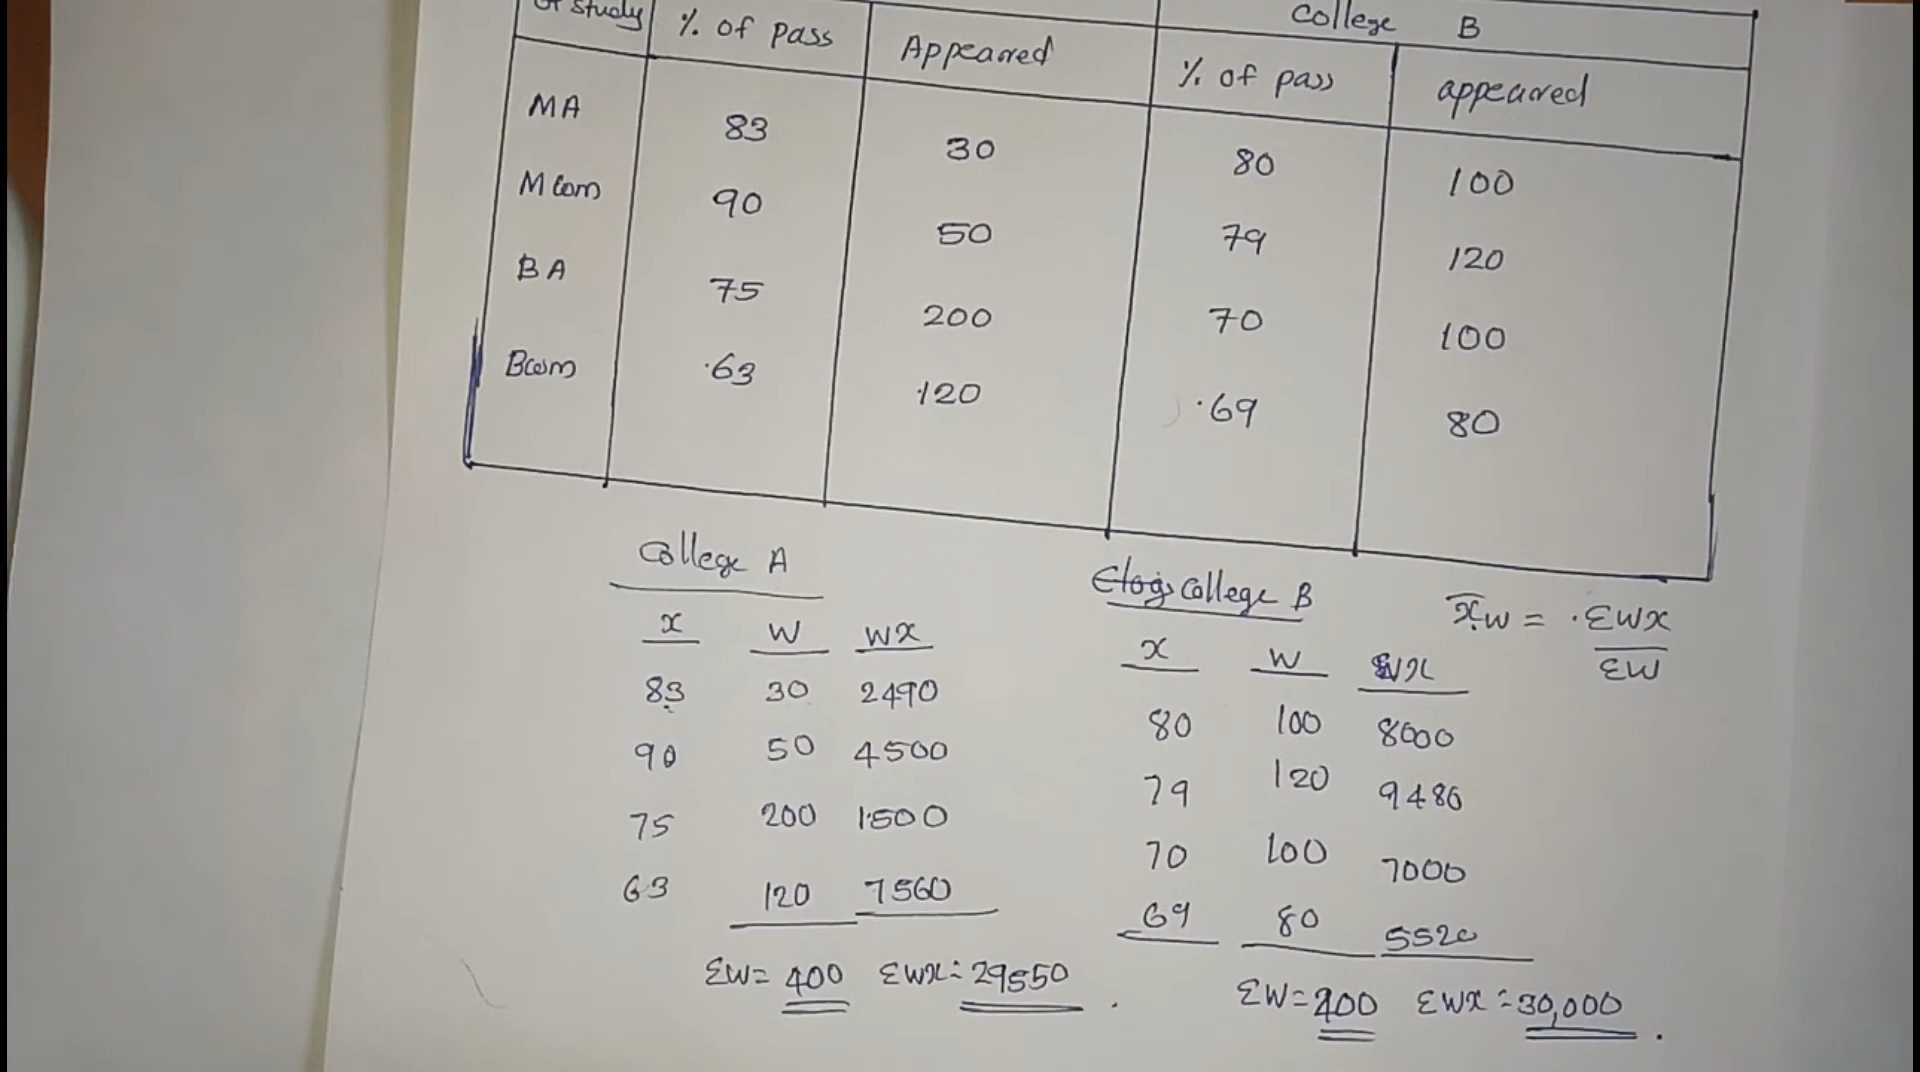 College B
of study % of pass Appeared % of pass appeared
MA 83 30 80 100
M Com 90 50 79 120
BA 75 200 70 100
Bcom 63 120 69 80
College A
x W wx
83 30 2490
90 50 4500
75 200 1500
63 120 7560
ΣW = 400 ΣWX = 29550
College B
x W wx
80 100 8000
79 120 9480
70 100 7000
69 80 5520
ΣW = 400 ΣWX = 30,000
x̄w = ΣWX
ΣW